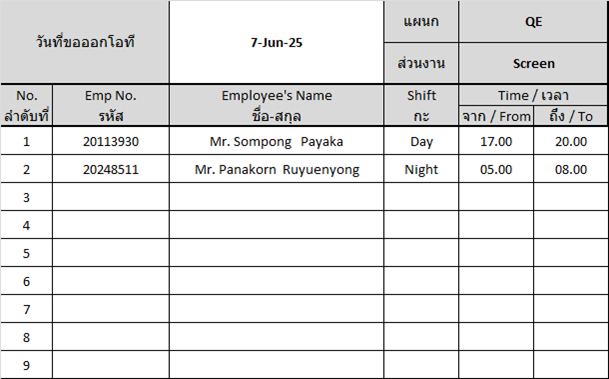 วันที่ขอออกโอที 7-Jun-25 แผนก QE
ส่วนงาน Screen
No. Emp No. Employee's Name Shift Time / เวลา
ลำดับที่ รหัส ชื่อ-สกุล กะ จาก / From ถึง / To
1 20113930 Mr. Sompong Payaka Day 17.00 20.00
2 20248511 Mr. Panakorn Ruyuenyong Night 05.00 08.00
3
4
5
6
7
8
9